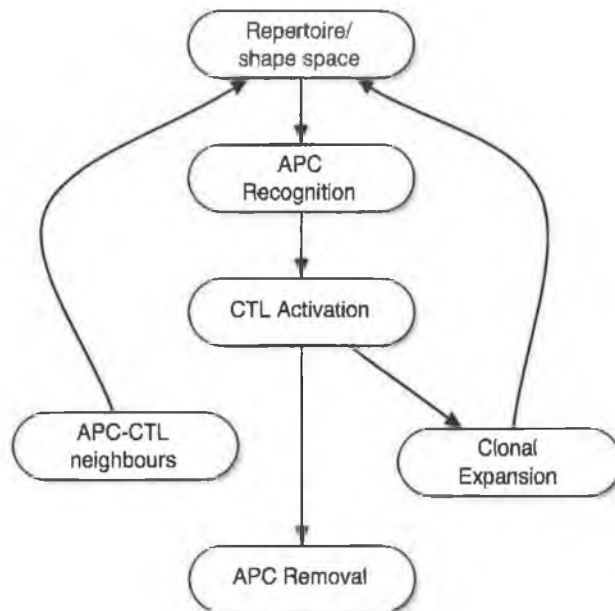 Repertoire/
shape space
APC
Recognition
CTL Activation
APC-CTL
neighbours
Clonal
Expansion
APC Removal